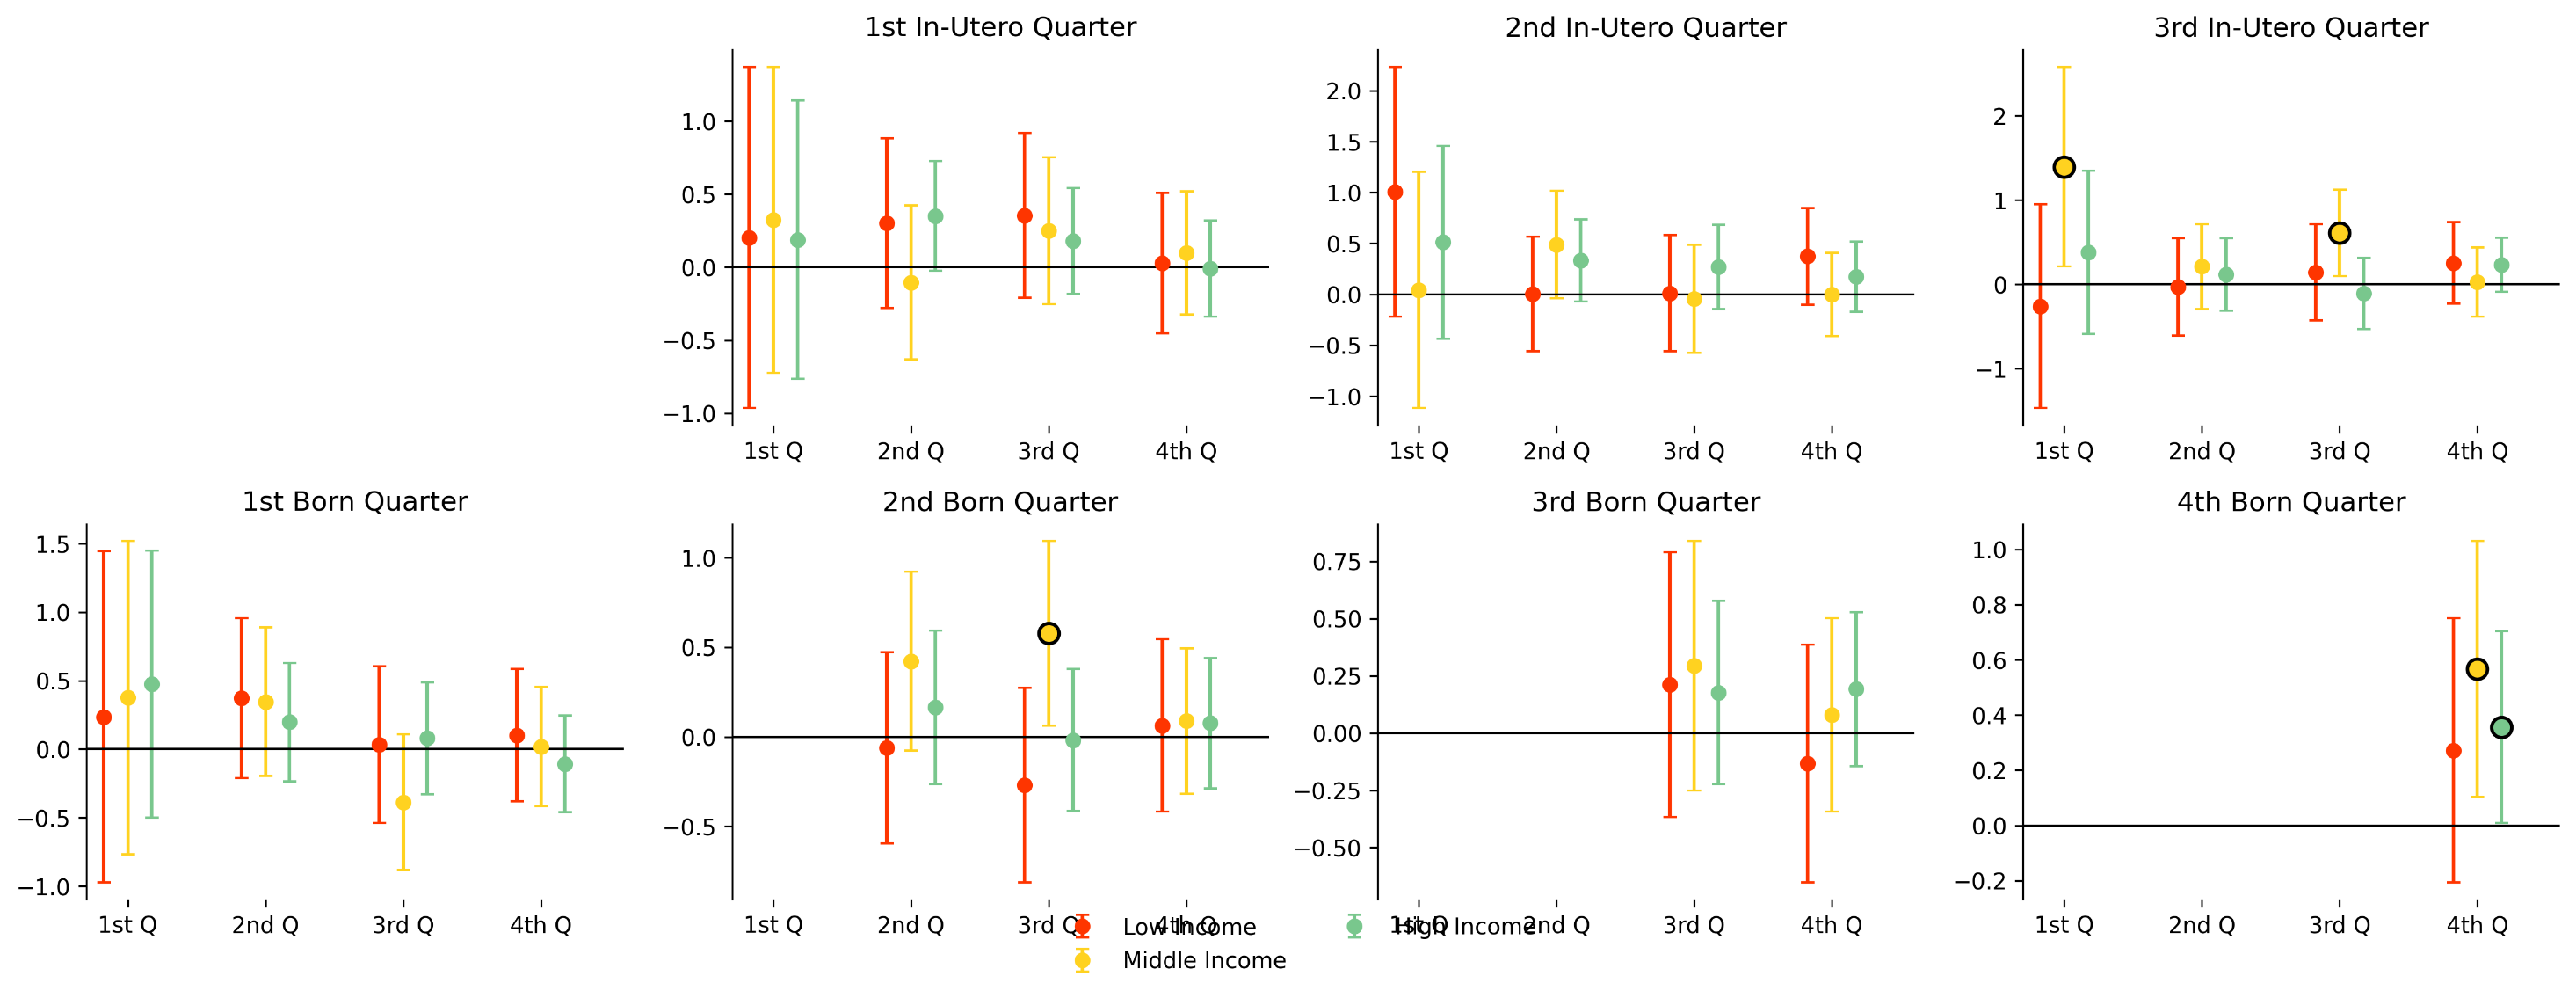 1st In-Utero Quarter
1.0
0.5
0.0
−0.5
−1.0
1st Q 2nd Q 3rd Q 4th Q
2nd In-Utero Quarter
2.0
1.5
1.0
0.5
0.0
−0.5
−1.0
1st Q 2nd Q 3rd Q 4th Q
3rd In-Utero Quarter
2
1
0
−1
1st Q 2nd Q 3rd Q 4th Q
1st Born Quarter
1.5
1.0
0.5
0.0
−0.5
−1.0
1st Q 2nd Q 3rd Q 4th Q
2nd Born Quarter
1.0
0.5
0.0
−0.5
1st Q 2nd Q 3rd Q 4th Q
3rd Born Quarter
0.75
0.50
0.25
0.00
−0.25
−0.50
1st Q 2nd Q 3rd Q 4th Q
4th Born Quarter
1.0
0.8
0.6
0.4
0.2
0.0
−0.2
1st Q 2nd Q 3rd Q 4th Q
Low Income
Middle Income
High Income